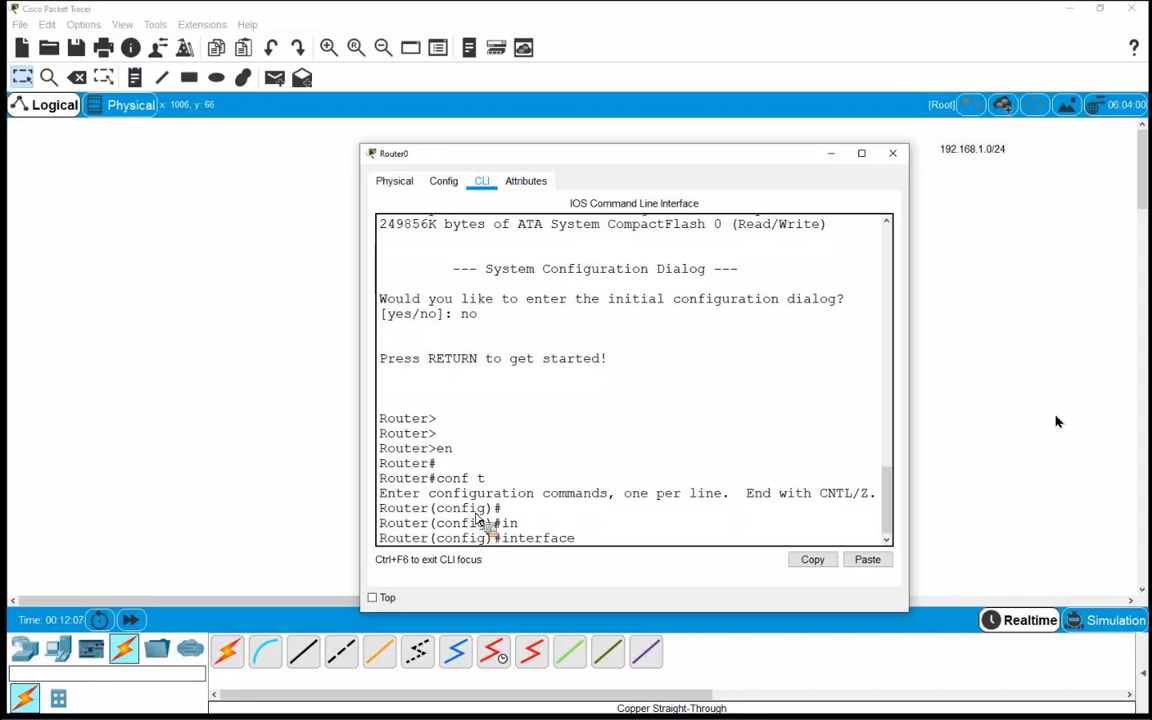 Cisco Packet Tracer
File Edit Options View Tools Extensions Help
?
Logical Physical x: 1006, y: 66 [Root] 06:04:00
192.168.1.0/24
Router0
Physical Config CLI Attributes
IOS Command Line Interface
249856K bytes of ATA System CompactFlash 0 (Read/Write)
--- System Configuration Dialog ---
Would you like to enter the initial configuration dialog?
[yes/no]: no
Press RETURN to get started!
Router>
Router>
Router>en
Router#
Router#conf t
Enter configuration commands, one per line. End with CNTL/Z.
Router(config)#
Router(config)#in
Router(config)#interface
Ctrl+F6 to exit CLI focus
Copy Paste
Top
Time: 00:12:07 Realtime Simulation
Copper Straight-Through